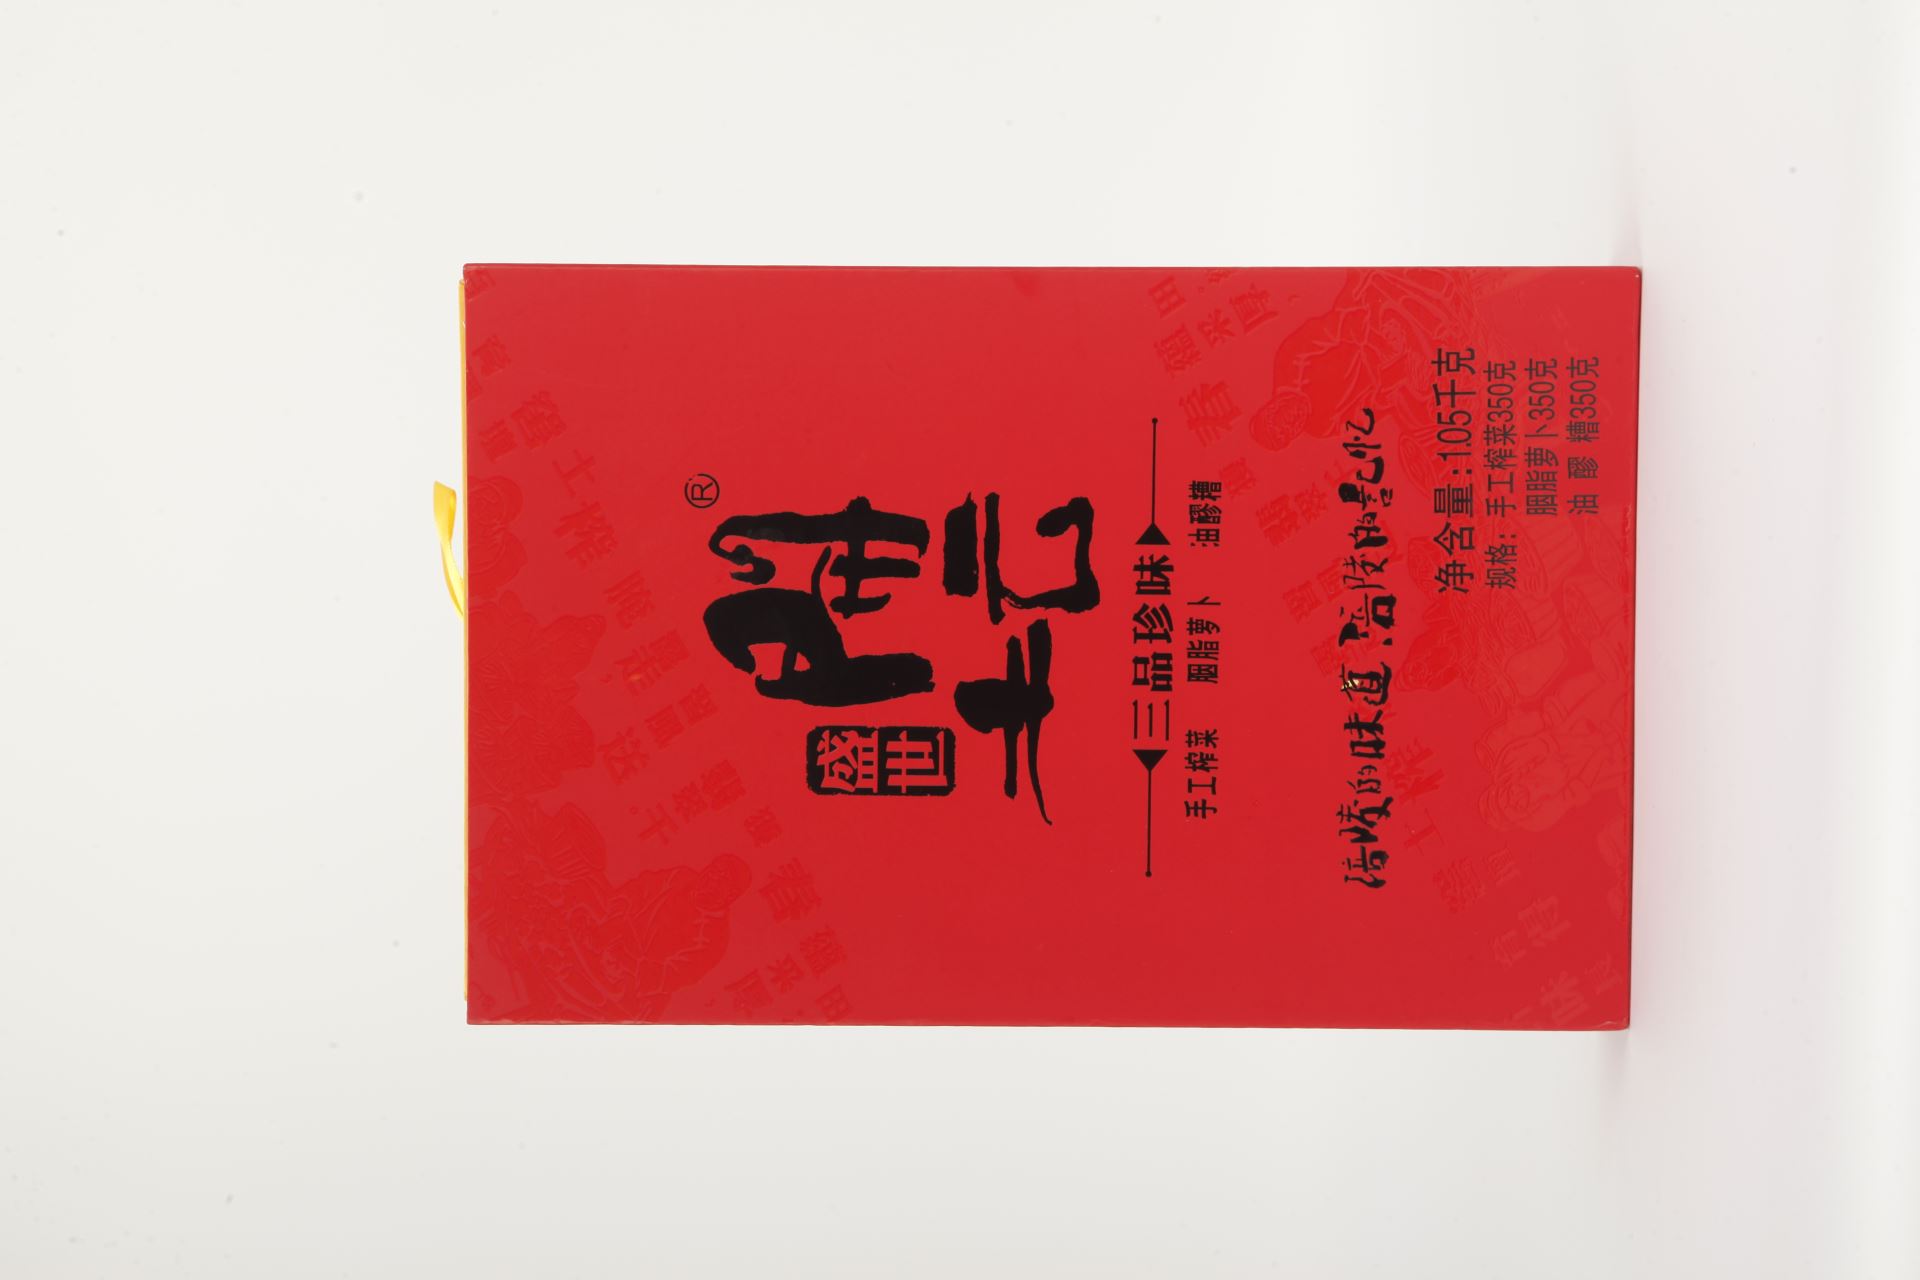 盛世
開坛®
三品珍味
手工榨菜 胭脂萝卜 油醪糟
涪陵的味道 涪陵的记忆
净含量:1.05千克
规格:手工榨菜350克
胭脂萝卜350克
油 醪 糟350克